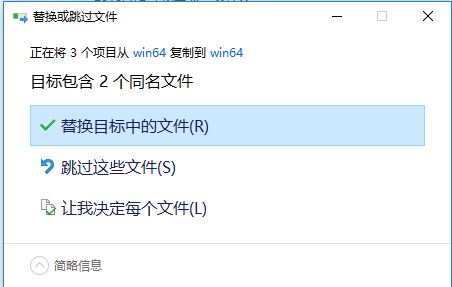 替换或跳过文件
正在将 3 个项目从 win64 复制到 win64
目标包含 2 个同名文件
替换目标中的文件(R)
跳过这些文件(S)
让我决定每个文件(L)
简略信息